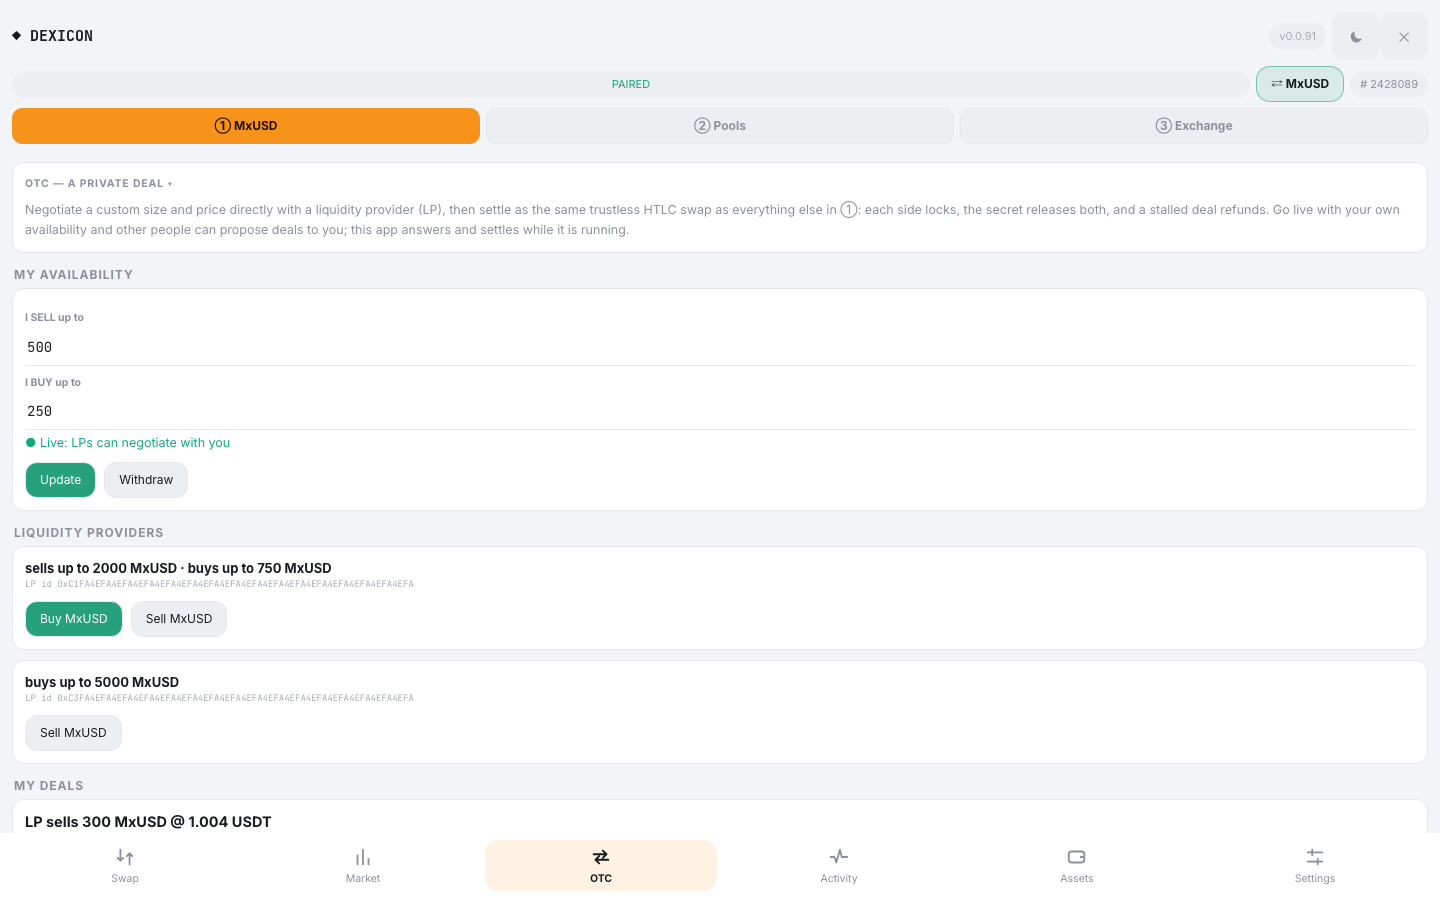 ◆ DEXICON
v0.0.91
PAIRED
⇄ MxUSD
# 2428089
① MxUSD
② Pools
③ Exchange
OTC — A PRIVATE DEAL
Negotiate a custom size and price directly with a liquidity provider (LP), then settle as the same trustless HTLC swap as everything else in ①: each side locks, the secret releases both, and a stalled deal refunds. Go live with your own
availability and other people can propose deals to you; this app answers and settles while it is running.
MY AVAILABILITY
I SELL up to
500
I BUY up to
250
● Live: LPs can negotiate with you
Update
Withdraw
LIQUIDITY PROVIDERS
sells up to 2000 MxUSD · buys up to 750 MxUSD
LP id 0xC1FA4EFA4EFA4EFA4EFA4EFA4EFA4EFA4EFA4EFA4EFA4EFA4EFA4EFA4EFA4EFA
Buy MxUSD
Sell MxUSD
buys up to 5000 MxUSD
LP id 0xC3FA4EFA4EFA4EFA4EFA4EFA4EFA4EFA4EFA4EFA4EFA4EFA4EFA4EFA4EFA4EFA
Sell MxUSD
MY DEALS
LP sells 300 MxUSD @ 1.004 USDT
Swap
Market
OTC
Activity
Assets
Settings